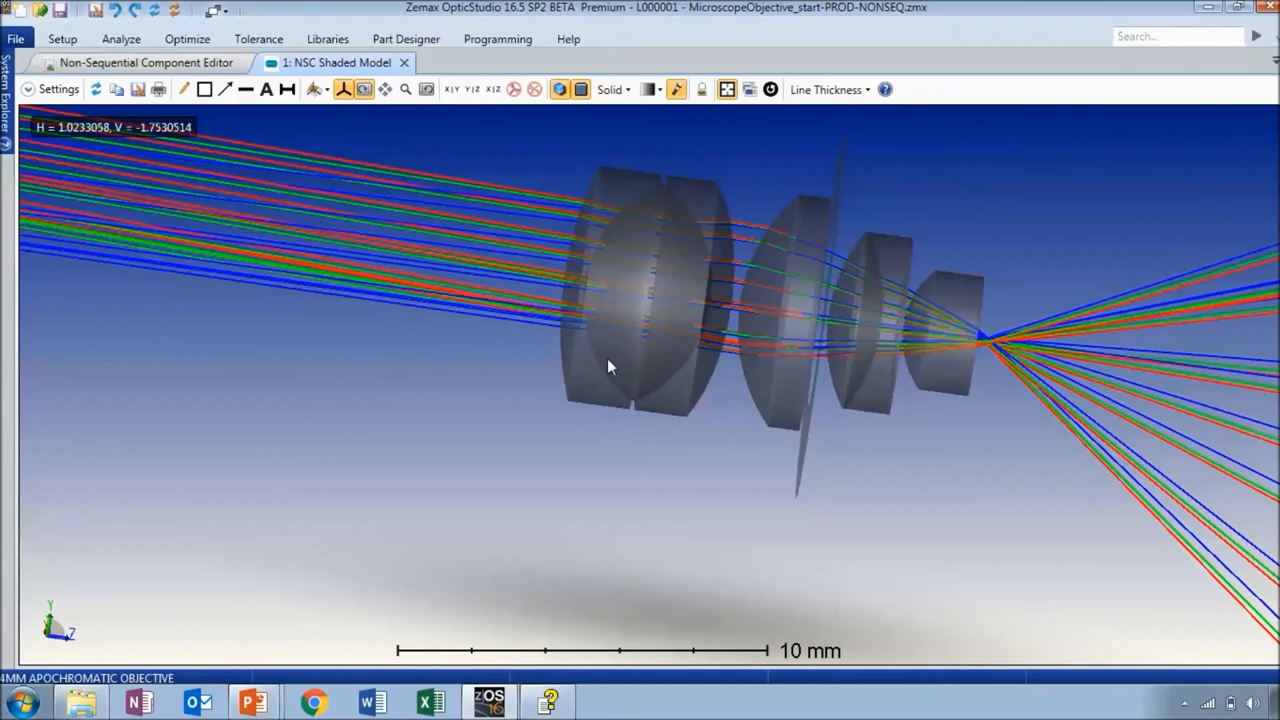 Zemax OpticStudio 16.5 SP2 BETA Premium - L000001 - MicroscopeObjective_start-PROD-NONSEQ.zmx
File Setup Analyze Optimize Tolerance Libraries Part Designer Programming Help Search...
Non-Sequential Component Editor 1: NSC Shaded Model
Settings X|Y Y|Z X|Z Solid Line Thickness
System Explorer
H = 1.0233058, V = -1.7530514
Y
Z
10 mm
4MM APOCHROMATIC OBJECTIVE
ZOS
16